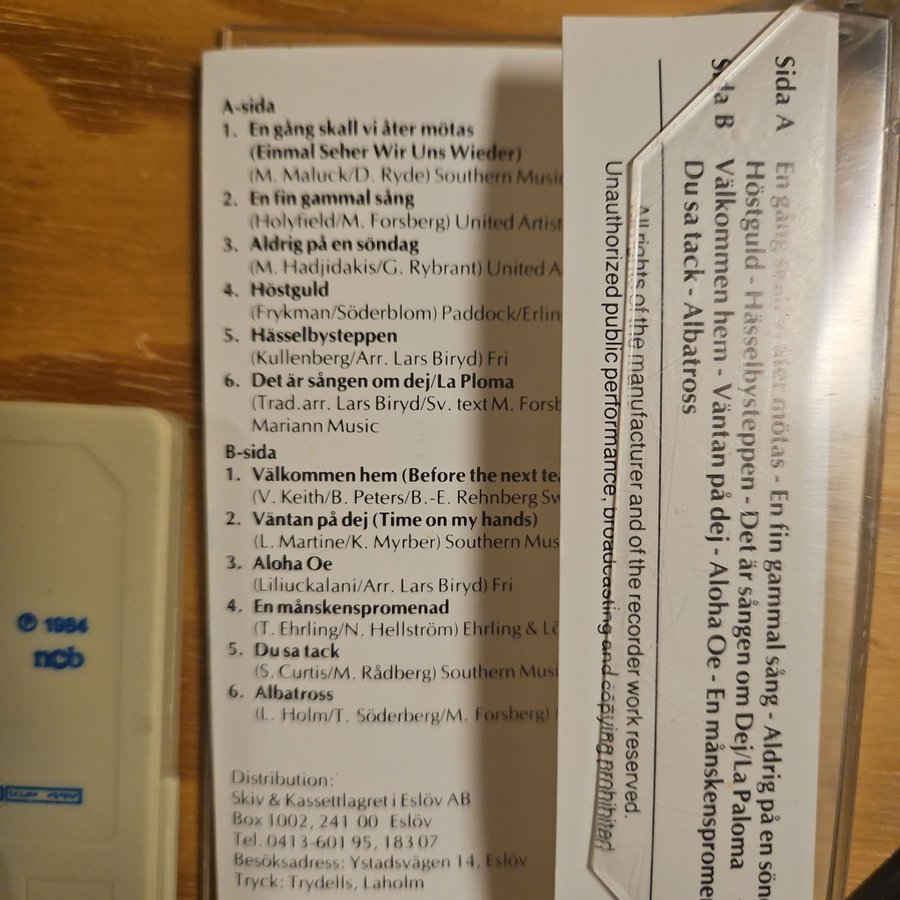 A-sida
1. En gång skall vi åter mötas
(Einmal Seher Wir Uns Wieder)
(M. Maluck/D. Ryde) Southern Music
2. En fin gammal sång
(Holyfield/M. Forsberg) United Artist
3. Aldrig på en söndag
(M. Hadjidakis/G. Rybrant) United A
4. Höstguld
(Frykman/Söderblom) Paddock/Erlin
5. Hässelbysteppen
(Kullenberg/Arr. Lars Biryd) Fri
6. Det är sången om dej/La Ploma
(Trad.arr. Lars Biryd/Sv. text M. Forsb
Mariann Music
B-sida
1. Välkommen hem (Before the next tea
(V. Keith/B. Peters/B.-E. Rehnberg Sw
2. Väntan på dej (Time on my hands)
(L. Martine/K. Myrber) Southern Mus
3. Aloha Oe
(Liliuckalani/Arr. Lars Biryd) Fri
4. En månskenspromenad
(T. Ehrling/N. Hellström) Ehrling & Lö
5. Du sa tack
(S. Curtis/M. Rådberg) Southern Musi
6. Albatross
(L. Holm/T. Söderberg/M. Forsberg)
Distribution:
Skiv & Kassettlagret i Eslöv AB
Box 1002, 241 00 Eslöv
Tel. 0413-601 95, 183 07
Besöksadress: Ystadsvägen 14, Eslöv
Tryck: Trydells, Laholm
Sida A En gång skall vi åter mötas - En fin gammal sång - Aldrig på en sön
Höstguld - Hässelbysteppen - Det är sången om Dej/La Paloma
Sida B Välkommen hem - Väntan på dej - Aloha Oe - En månskensprome
Du sa tack - Albatross
All rights of the manufacturer and of the recorder work reserved.
Unauthorized public performance, broadcasting and copying prohibited
℗ 1984
ncb